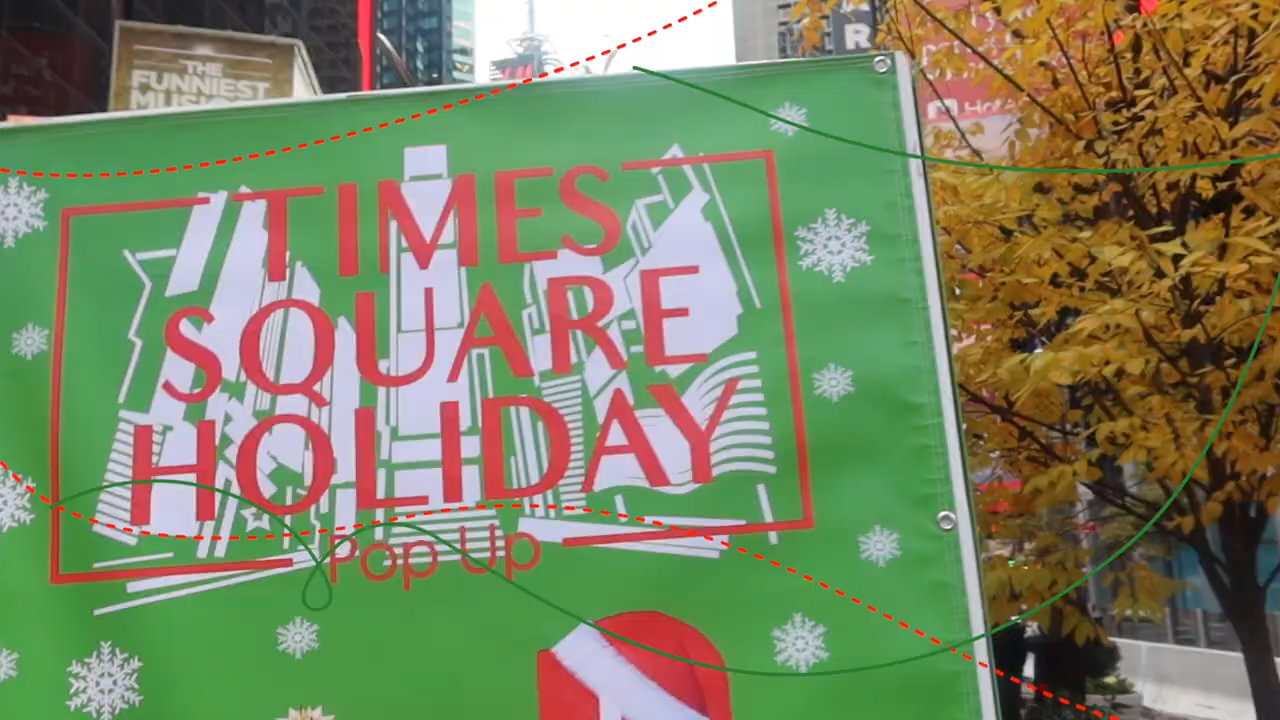 THE
FUNNIEST
R
TIMES
SQUARE
HOLIDAY
Pop Up